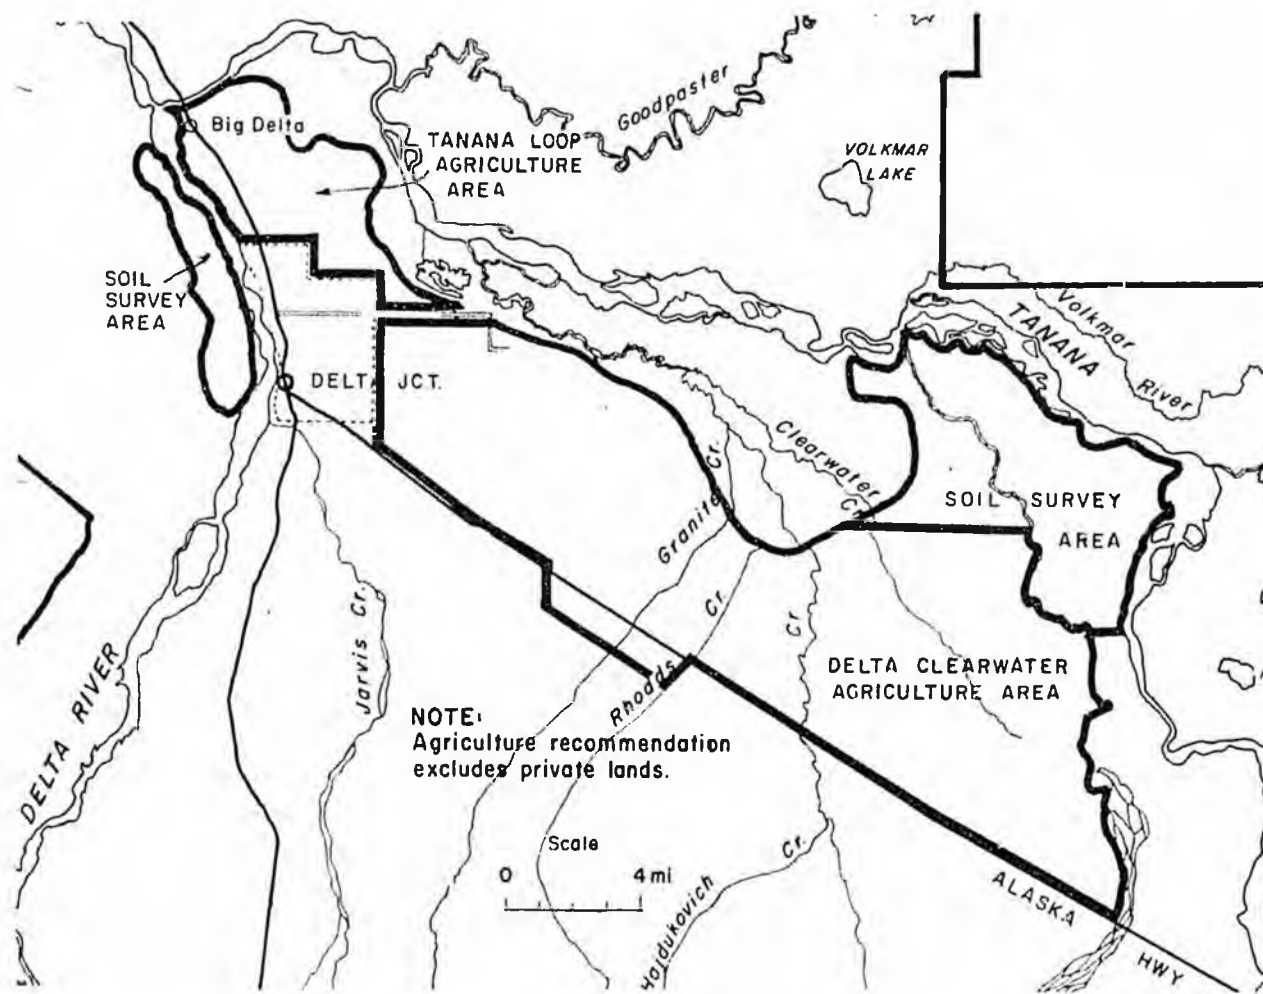 Goodpaster
Big Delta
TANANA LOOP
AGRICULTURE
AREA
VOLKMAR
LAKE
SOIL
SURVEY
AREA
Volkmar
River
TANANA
DELTA JCT.
Clearwater
Cr.
Granite Cr.
SOIL SURVEY
AREA
Jarvis Cr.
Rhodds Cr.
Cr.
DELTA CLEARWATER
AGRICULTURE AREA
DELTA RIVER
NOTE:
Agriculture recommendation
excludes private lands.
Scale
0 4 mi
Hajdukovich Cr.
ALASKA
HWY